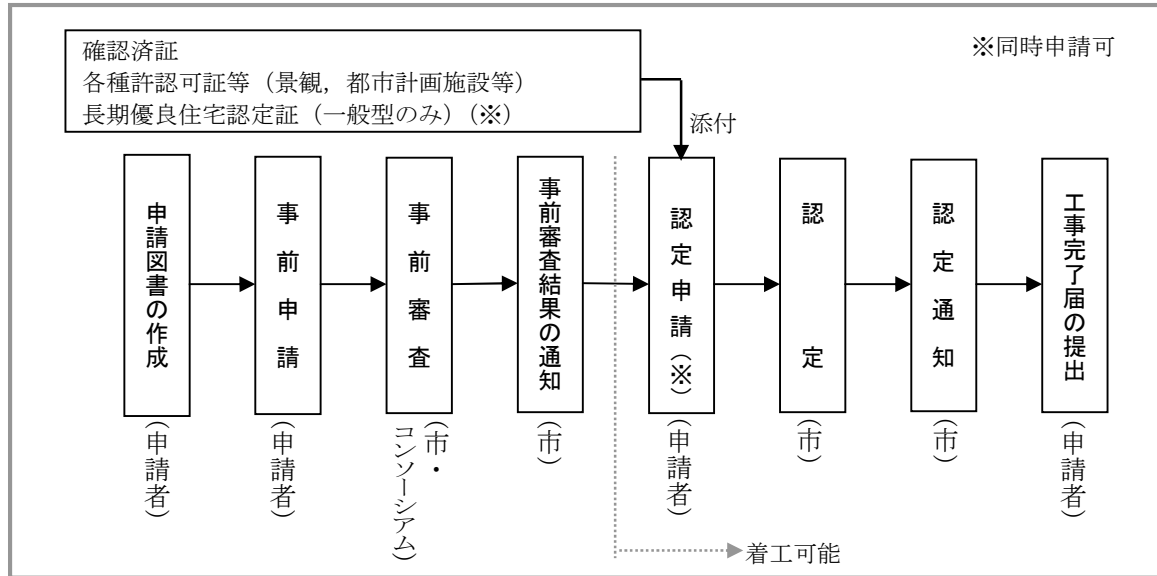 確認済証
各種許認可証等（景観，都市計画施設等）
長期優良住宅認定証（一般型のみ）（※）
※同時申請可
添付
申請図書の作成
（申請者）
事前申請
（申請者）
事前審査
（市・
コンソーシアム）
事前審査結果の通知
（市）
認定申請（※）
（申請者）
認定
（市）
認定通知
（市）
工事完了届の提出
（申請者）
着工可能